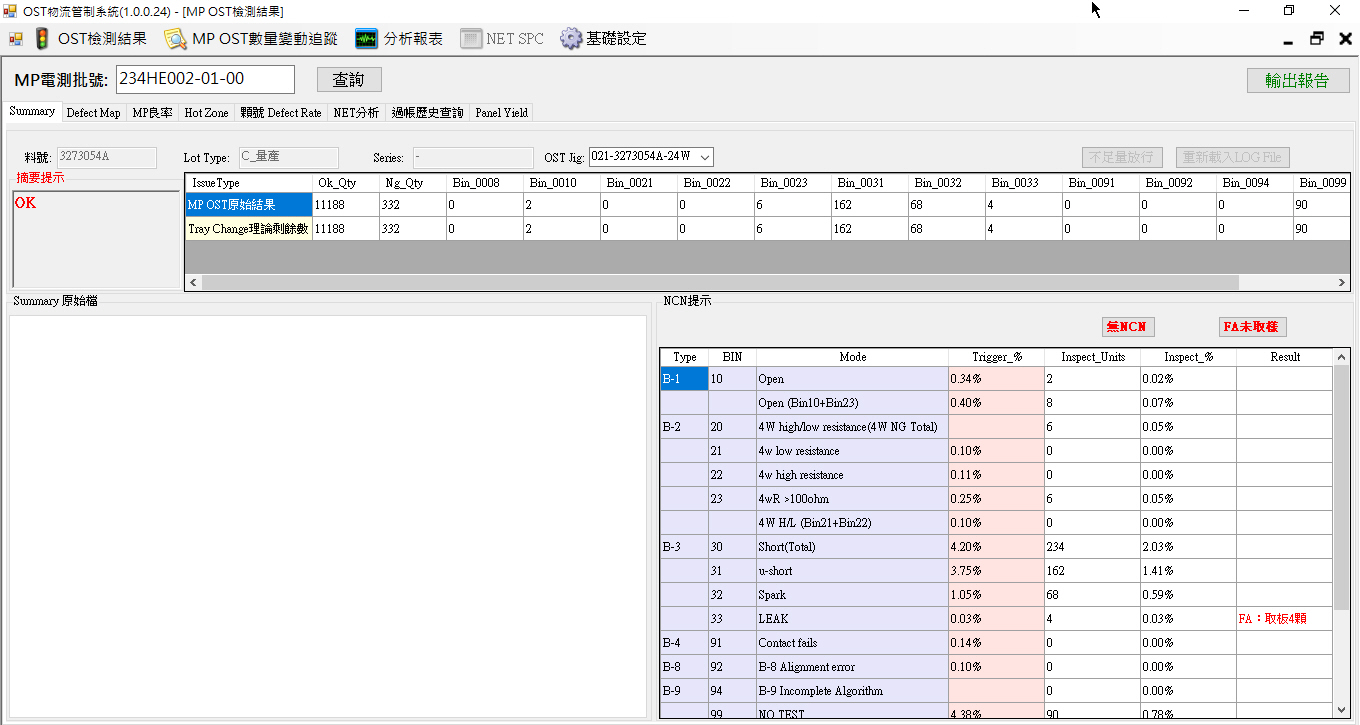 OST物流管制系統(1.0.0.24) - [MP OST檢測結果]
OST檢測結果 MP OST數量變動追蹤 分析報表 NET SPC 基礎設定
MP電測批號: 234HE002-01-00 查詢 輸出報告
Summary Defect Map MP良率 Hot Zone 顆號 Defect Rate NET分析 過帳歷史查詢 Panel Yield
料號: 3273054A Lot Type: C_量產 Series: - OST Jig: 021-3273054A-24W 不足量放行 重新載入LOG File
摘要提示
OK
IssueType Ok_Qty Ng_Qty Bin_0008 Bin_0010 Bin_0021 Bin_0022 Bin_0023 Bin_0031 Bin_0032 Bin_0033 Bin_0091 Bin_0092 Bin_0094 Bin_0099
MP OST原始結果 11188 332 0 2 0 0 6 162 68 4 0 0 0 90
Tray Change理論剩餘數 11188 332 0 2 0 0 6 162 68 4 0 0 0 90
Summary 原始檔
NCN提示
無NCN FA未取樣
Type BIN Mode Trigger_% Inspect_Units Inspect_% Result
B-1 10 Open 0.34% 2 0.02%
Open (Bin10+Bin23) 0.40% 8 0.07%
B-2 20 4W high/low resistance(4W NG Total) 6 0.05%
21 4w low resistance 0.10% 0 0.00%
22 4w high resistance 0.11% 0 0.00%
23 4wR >100ohm 0.25% 6 0.05%
4W H/L (Bin21+Bin22) 0.10% 0 0.00%
B-3 30 Short(Total) 4.20% 234 2.03%
31 u-short 3.75% 162 1.41%
32 Spark 1.05% 68 0.59%
33 LEAK 0.03% 4 0.03% FA：取板4顆
B-4 91 Contact fails 0.14% 0 0.00%
B-8 92 B-8 Alignment error 0.10% 0 0.00%
B-9 94 B-9 Incomplete Algorithm 0 0.00%
99 NO TEST 4.38% 90 0.78%